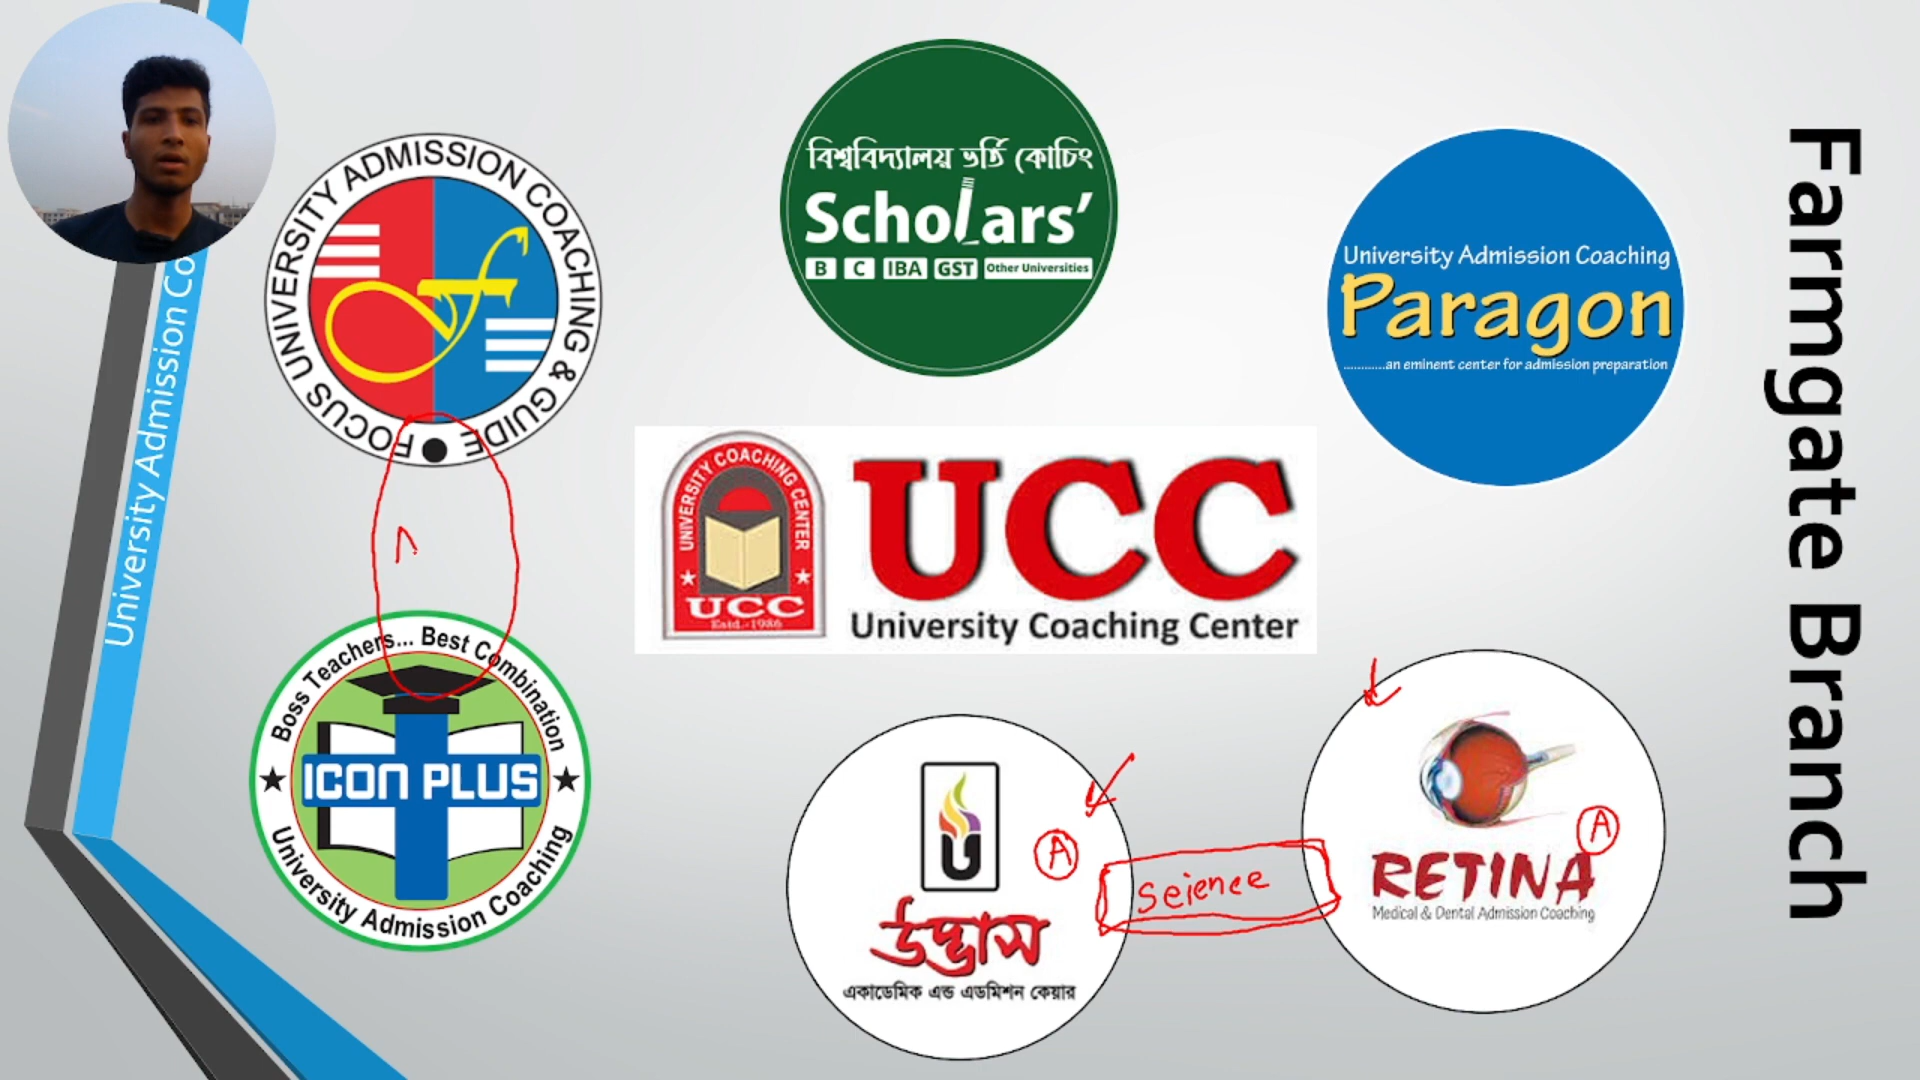 University Admission Co
FOCUS UNIVERSITY ADMISSION COACHING & GUIDE
বিশ্ববিদ্যালয় ভর্তি কোচিং
Scholars'
B C IBA GST Other Universities
University Admission Coaching
Paragon
.............an eminent center for admission preparation
Farmgate Branch
UNIVERSITY COACHING CENTER
UCC
Estd.-1986
UCC
University Coaching Center
Boss Teachers... Best Combination
ICON PLUS
University Admission Coaching
A
উদ্ভাস
একাডেমিক এন্ড এডমিশন কেয়ার
Science
A
RETINA
Medical & Dental Admission Coaching